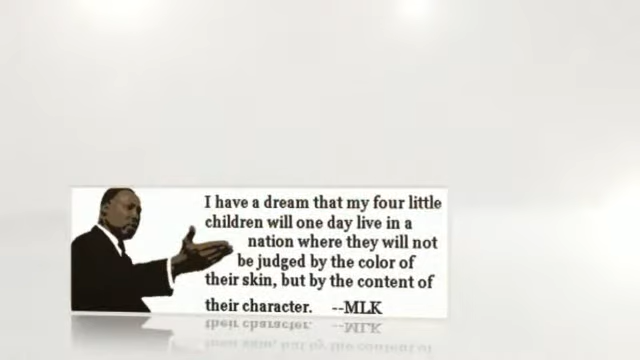 I have a dream that my four little
children will one day live in a
nation where they will not
be judged by the color of
their skin, but by the content of
their character. --MLK